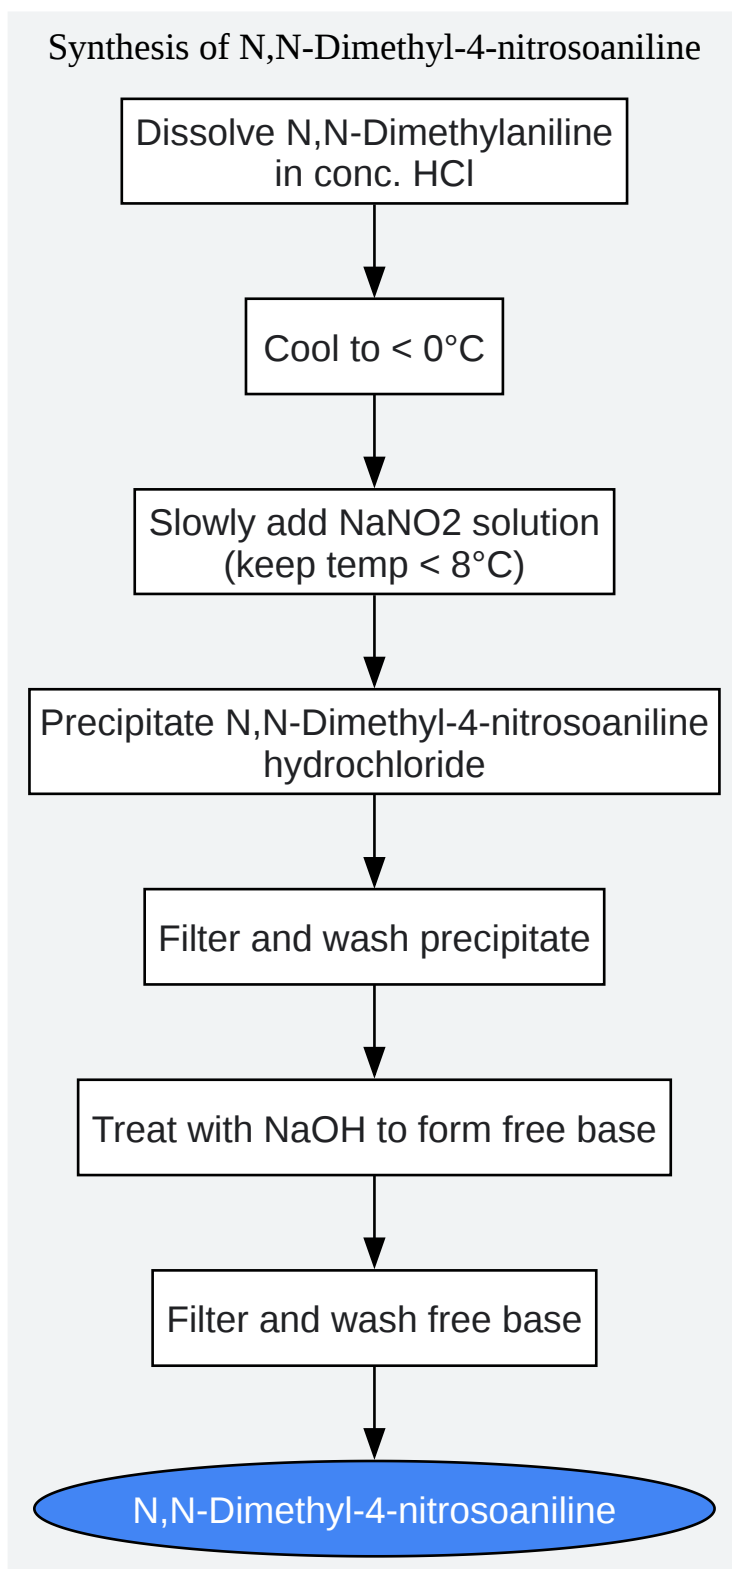 Synthesis of N,N-Dimethyl-4-nitrosoaniline
Dissolve N,N-Dimethylaniline
in conc. HCl
Cool to < 0°C
Slowly add NaNO2 solution
(keep temp < 8°C)
Precipitate N,N-Dimethyl-4-nitrosoaniline
hydrochloride
Filter and wash precipitate
Treat with NaOH to form free base
Filter and wash free base
N,N-Dimethyl-4-nitrosoaniline